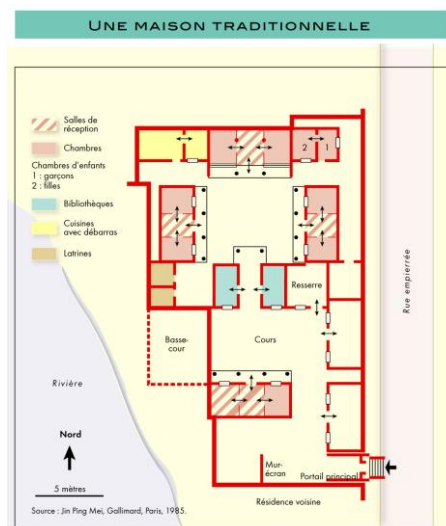 UNE MAISON TRADITIONNELLE
Salles de
réception
Chambres
Chambres d'enfants
1 : garçons
2 : filles
Bibliothèques
Cuisines
avec débarras
Latrines
2
1
Resserre
Rue empierrée
Basse-
cour
Cours
Rivière
Nord
5 mètres
Mur-
écran
Portail principal
Résidence voisine
Source : Jin Ping Mei, Gallimard, Paris, 1985.